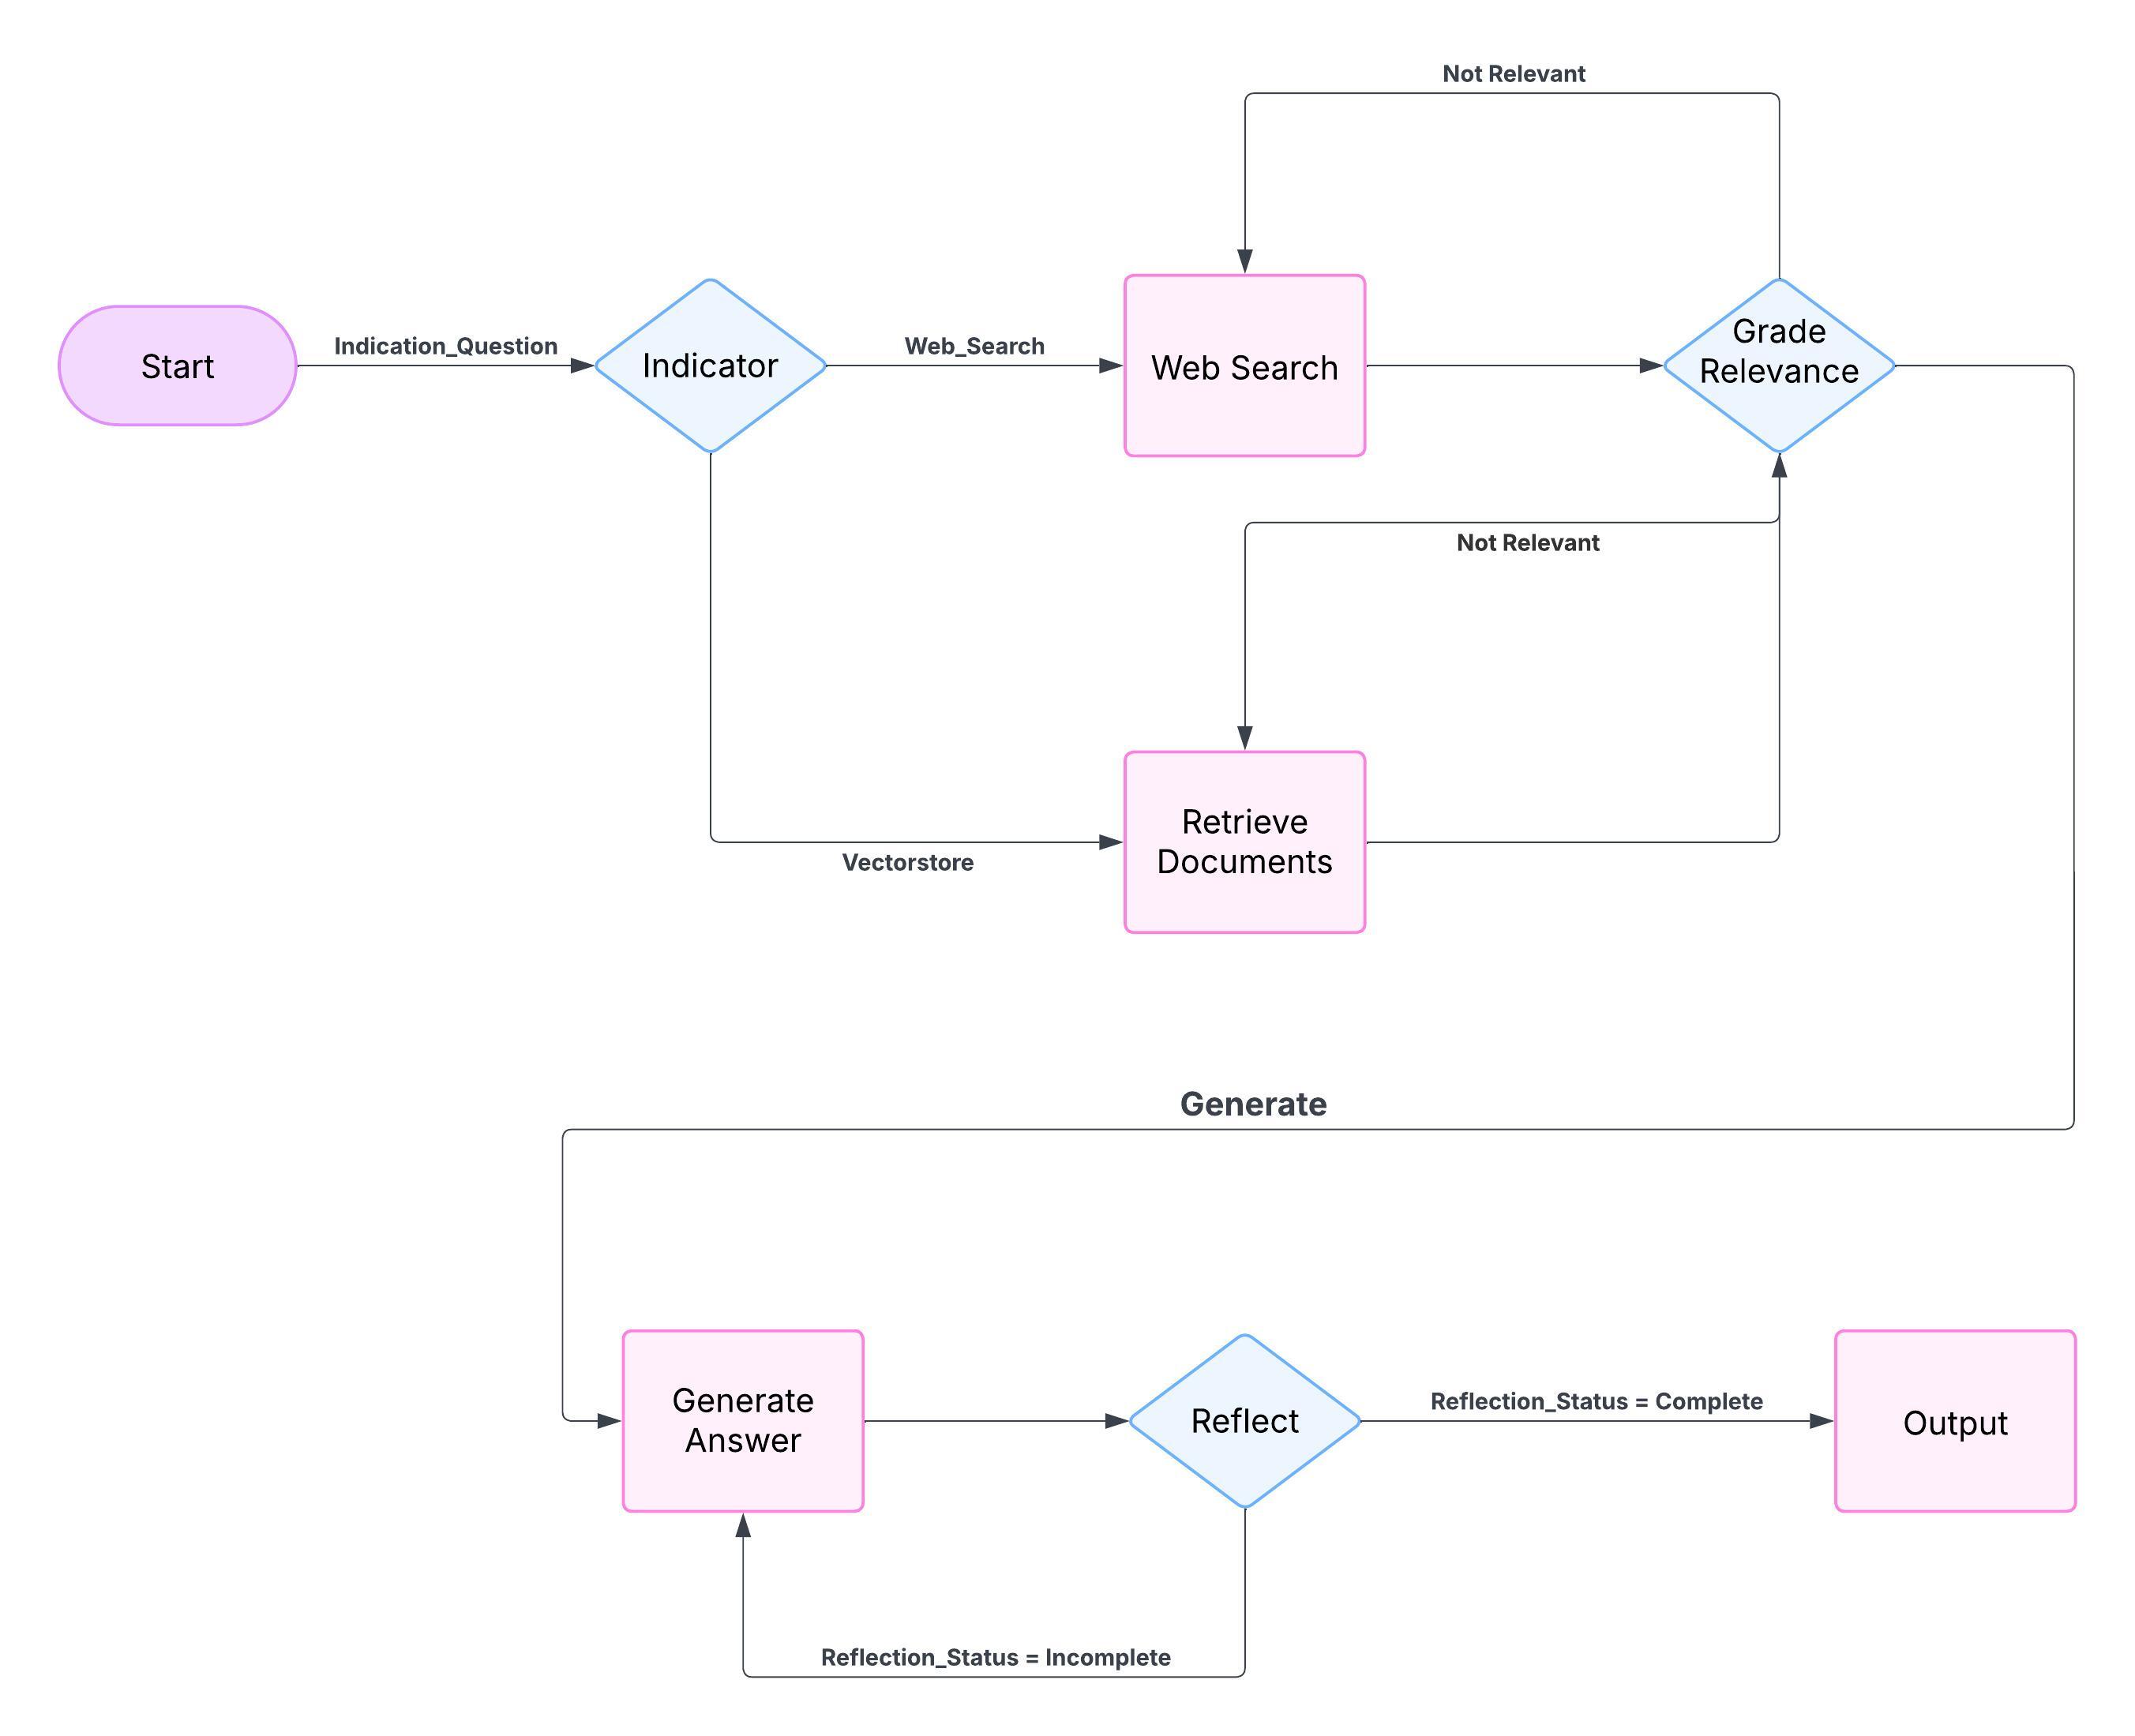 Not Relevant
Start
Indication_Question
Indicator
Web_Search
Web Search
Grade
Relevance
Not Relevant
Vectorstore
Retrieve
Documents
Generate
Generate
Answer
Reflect
Reflection_Status = Complete
Output
Reflection_Status = Incomplete